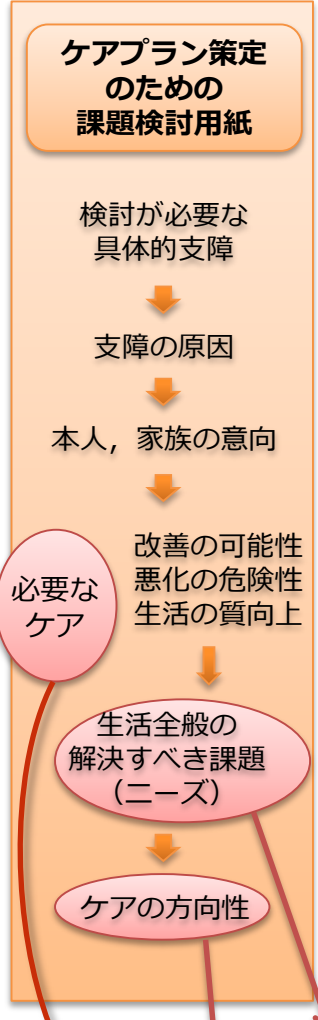 ケアプラン策定
のための
課題検討用紙
検討が必要な
具体的支障
支障の原因
本人，家族の意向
改善の可能性
悪化の危険性
生活の質向上
必要な
ケア
生活全般の
解決すべき課題
（ニーズ）
ケアの方向性